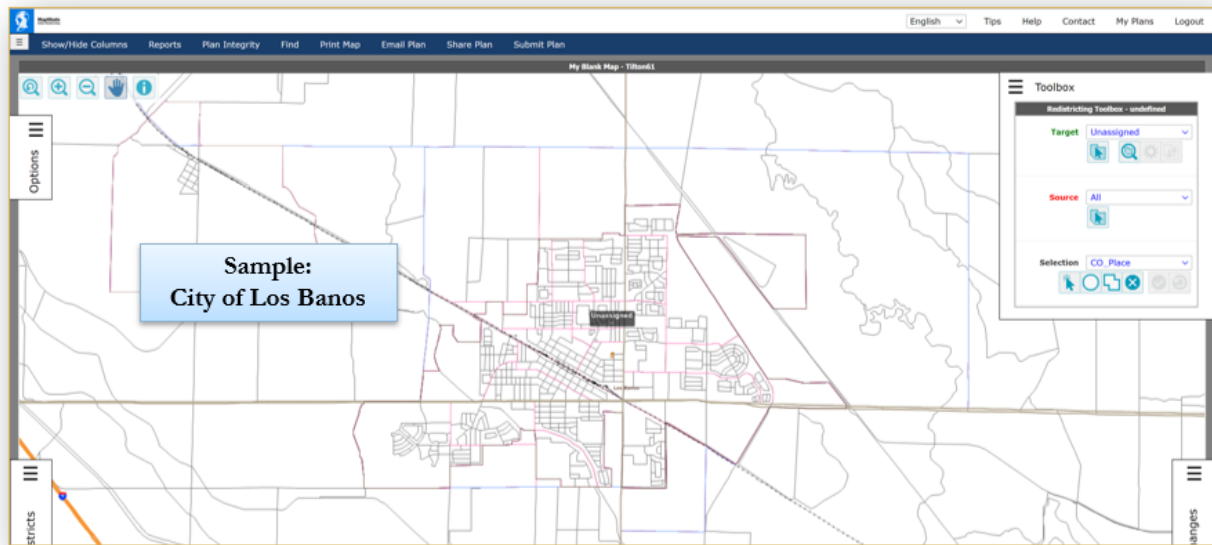 English Tips Help Contact My Plans Logout
Show/Hide Columns Reports Plan Integrity Find Print Map Email Plan Share Plan Submit Plan
My Blank Map - Tilton61
Toolbox
Redistricting Toolbox - undefined
Target Unassigned
Source All
Selection CO_Place
Options
Sample:
City of Los Banos
Unassigned
Los Banos
stricts
anges